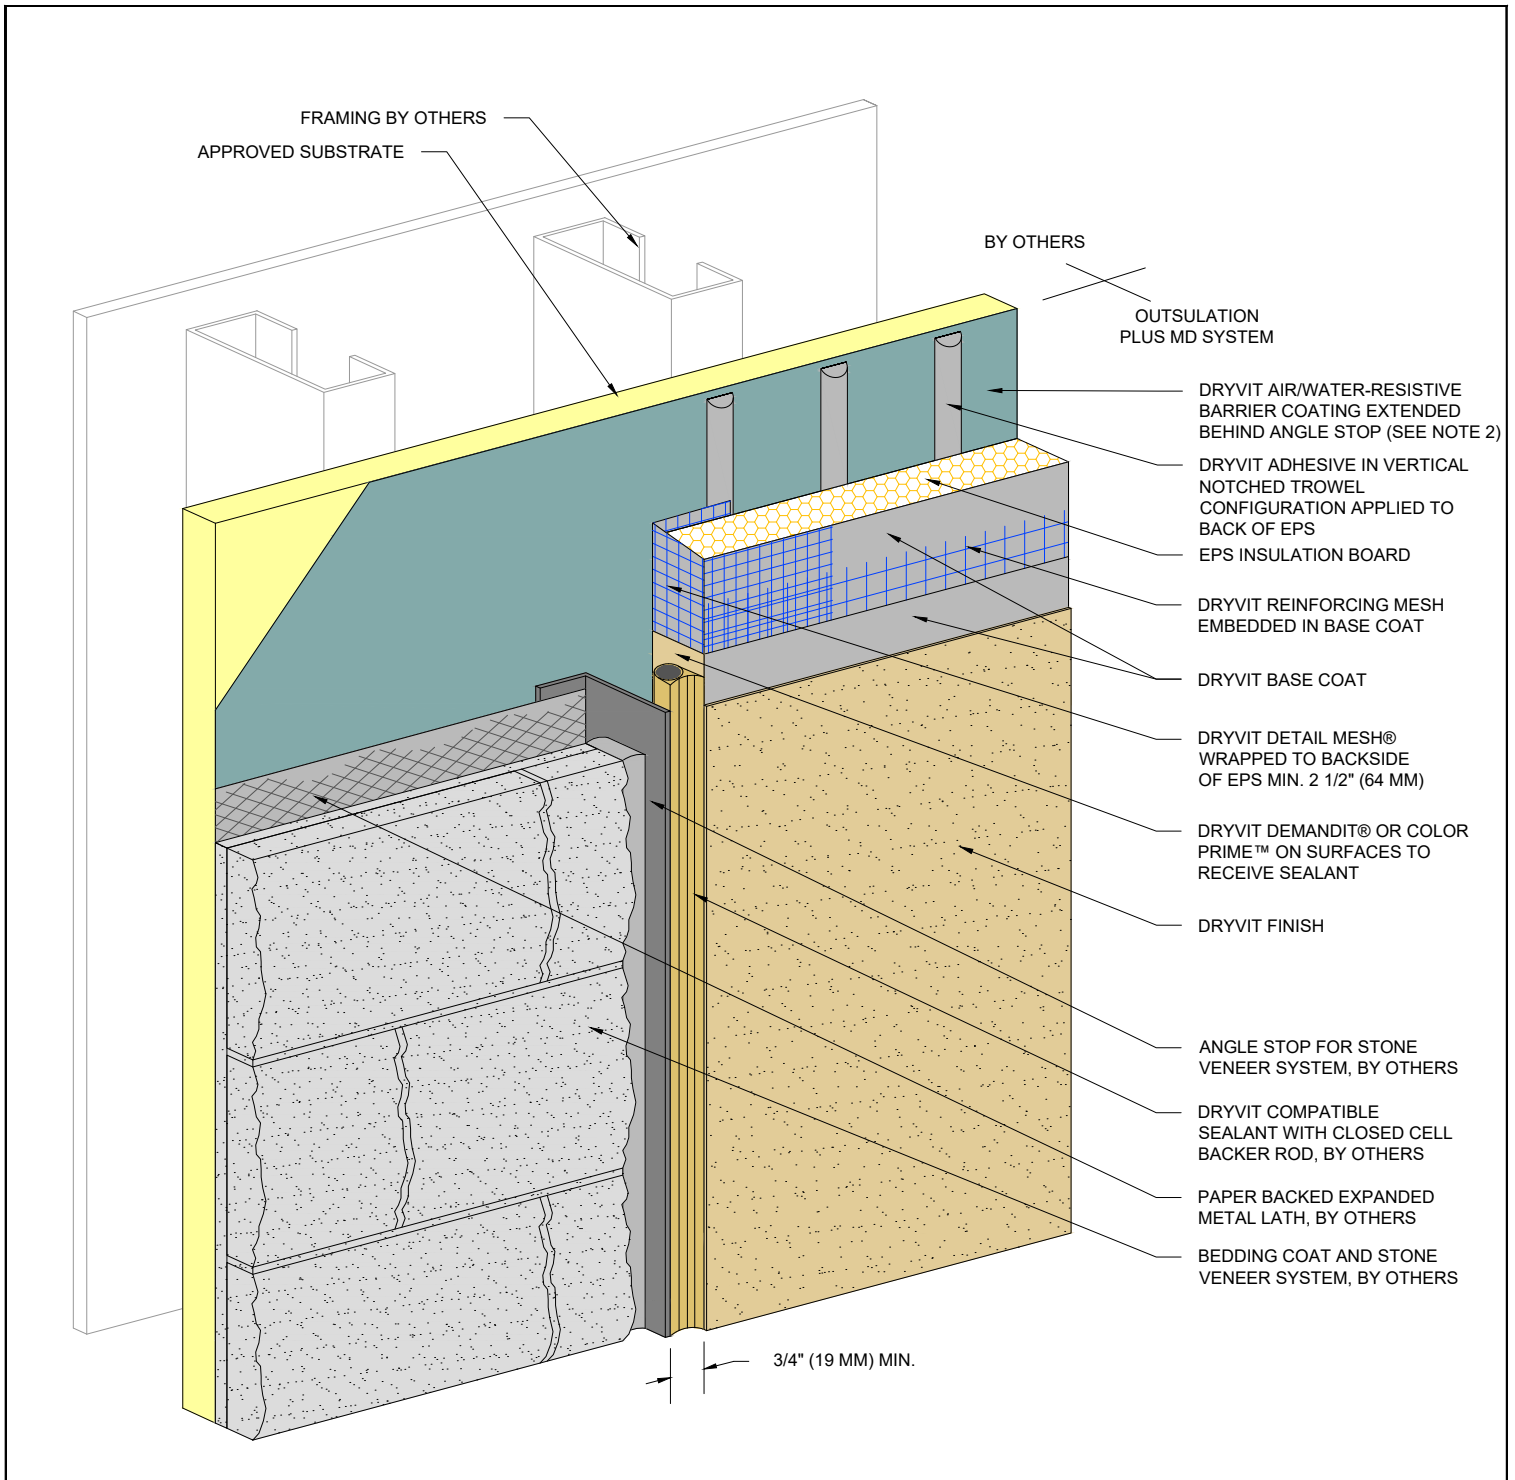 FRAMING BY OTHERS
APPROVED SUBSTRATE
BY OTHERS
OUTSULATION
PLUS MD SYSTEM
DRYVIT AIR/WATER-RESISTIVE
BARRIER COATING EXTENDED
BEHIND ANGLE STOP (SEE NOTE 2)
DRYVIT ADHESIVE IN VERTICAL
NOTCHED TROWEL
CONFIGURATION APPLIED TO
BACK OF EPS
EPS INSULATION BOARD
DRYVIT REINFORCING MESH
EMBEDDED IN BASE COAT
DRYVIT BASE COAT
DRYVIT DETAIL MESH®
WRAPPED TO BACKSIDE
OF EPS MIN. 2 1/2" (64 MM)
DRYVIT DEMANDIT® OR COLOR
PRIME™ ON SURFACES TO
RECEIVE SEALANT
DRYVIT FINISH
ANGLE STOP FOR STONE
VENEER SYSTEM, BY OTHERS
DRYVIT COMPATIBLE
SEALANT WITH CLOSED CELL
BACKER ROD, BY OTHERS
PAPER BACKED EXPANDED
METAL LATH, BY OTHERS
BEDDING COAT AND STONE
VENEER SYSTEM, BY OTHERS
3/4" (19 MM) MIN.